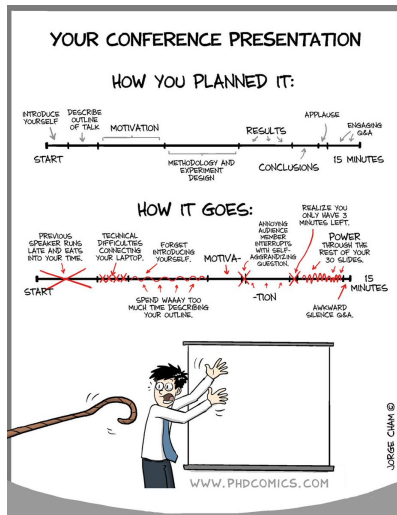 YOUR CONFERENCE PRESENTATION
HOW YOU PLANNED IT:
INTRODUCE
YOURSELF
DESCRIBE
OUTLINE
OF TALK
MOTIVATION
METHODOLOGY AND
EXPERIMENT
DESIGN
RESULTS
CONCLUSIONS
APPLAUSE
ENGAGING
Q&A
START
15 MINUTES
HOW IT GOES:
PREVIOUS
SPEAKER RUNS
LATE AND EATS
INTO YOUR TIME.
TECHNICAL
DIFFICULTIES
CONNECTING
YOUR LAPTOP.
FORGET
INTRODUCING
YOURSELF.
SPEND WAAAY TOO
MUCH TIME DESCRIBING
YOUR OUTLINE.
MOTIVA-
ANNOYING
AUDIENCE
MEMBER
INTERRUPTS
WITH SELF-
AGGRANDIZING
QUESTION.
-TION
REALIZE YOU
ONLY HAVE 3
MINUTES LEFT.
POWER
THROUGH THE
REST OF YOUR
30 SLIDES.
AWKWARD
SILENCE Q&A.
START
15
MINUTES
WWW.PHDCOMICS.COM
JORGE CHAM ©